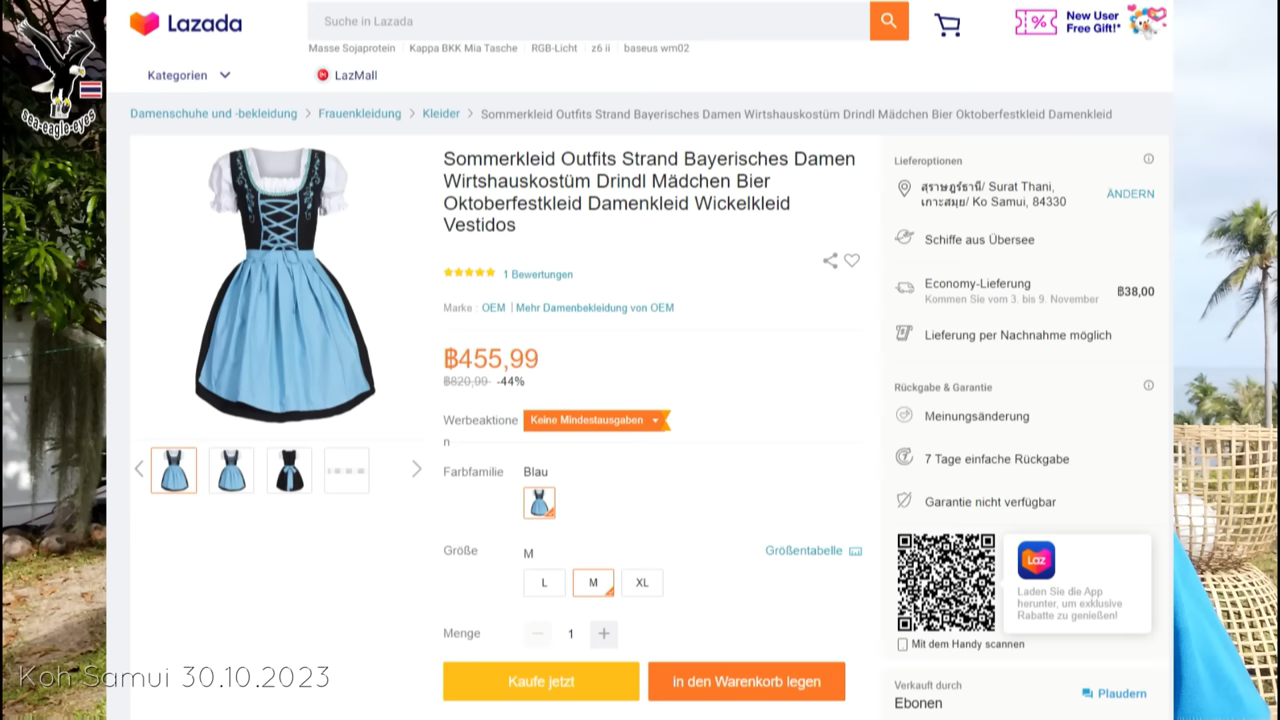 sea-eagle-eyes
Lazada
Suche in Lazada
%
New User
Free Gift!*
Masse Sojaprotein
Kappa BKK Mia Tasche
RGB-Licht
z6 ii
baseus wm02
Kategorien
LazMall
Damenschuhe und -bekleidung > Frauenkleidung > Kleider > Sommerkleid Outfits Strand Bayerisches Damen Wirtshauskostüm Drindl Mädchen Bier Oktoberfestkleid Damenkleid
Sommerkleid Outfits Strand Bayerisches Damen
Wirtshauskostüm Drindl Mädchen Bier
Oktoberfestkleid Damenkleid Wickelkleid
Vestidos
1 Bewertungen
Marke : OEM | Mehr Damenbekleidung von OEM
฿455,99
฿820,99 -44%
Werbeaktione
n
Keine Mindestausgaben
Farbfamilie
Blau
Größe
M
Größentabelle
L
M
XL
Menge
− 1 +
Kaufe jetzt
in den Warenkorb legen
Lieferoptionen
สุราษฎร์ธานี/ Surat Thani,
เกาะสมุย/ Ko Samui, 84330
ÄNDERN
Schiffe aus Übersee
Economy-Lieferung
Kommen Sie vom 3. bis 9. November
฿38,00
Lieferung per Nachnahme möglich
Rückgabe & Garantie
Meinungsänderung
7 Tage einfache Rückgabe
Garantie nicht verfügbar
Laz
Laden Sie die App
herunter, um exklusive
Rabatte zu genießen!
Mit dem Handy scannen
Verkauft durch
Ebonen
Plaudern
Koh Samui 30.10.2023